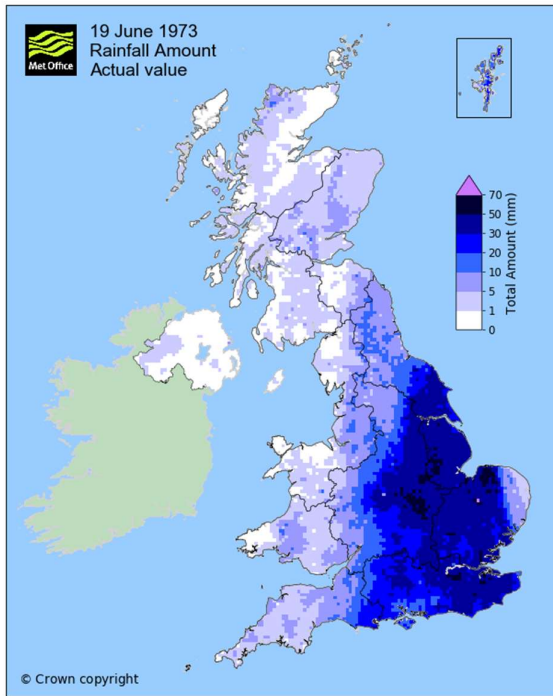 19 June 1973
Rainfall Amount
Actual value
Met Office
70
50
30
20
10
5
1
0
Total Amount (mm)
© Crown copyright